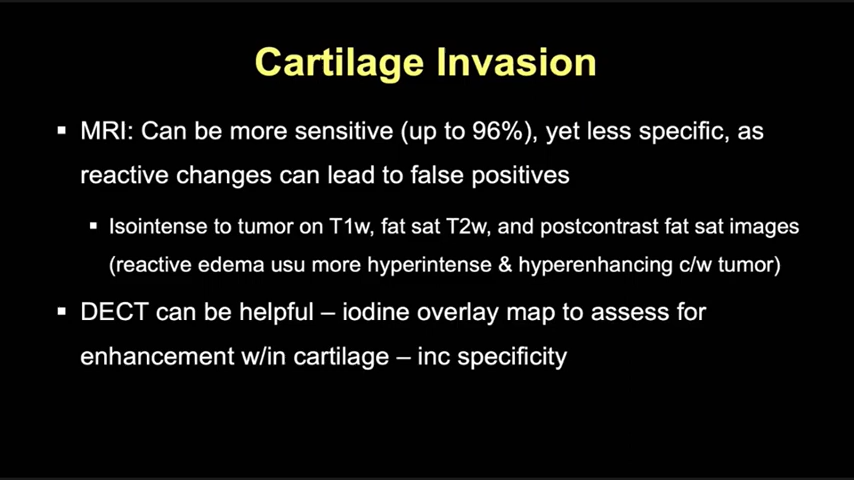 Cartilage Invasion
▪ MRI: Can be more sensitive (up to 96%), yet less specific, as
reactive changes can lead to false positives
▪ Isointense to tumor on T1w, fat sat T2w, and postcontrast fat sat images
(reactive edema usu more hyperintense & hyperenhancing c/w tumor)
▪ DECT can be helpful – iodine overlay map to assess for
enhancement w/in cartilage – inc specificity